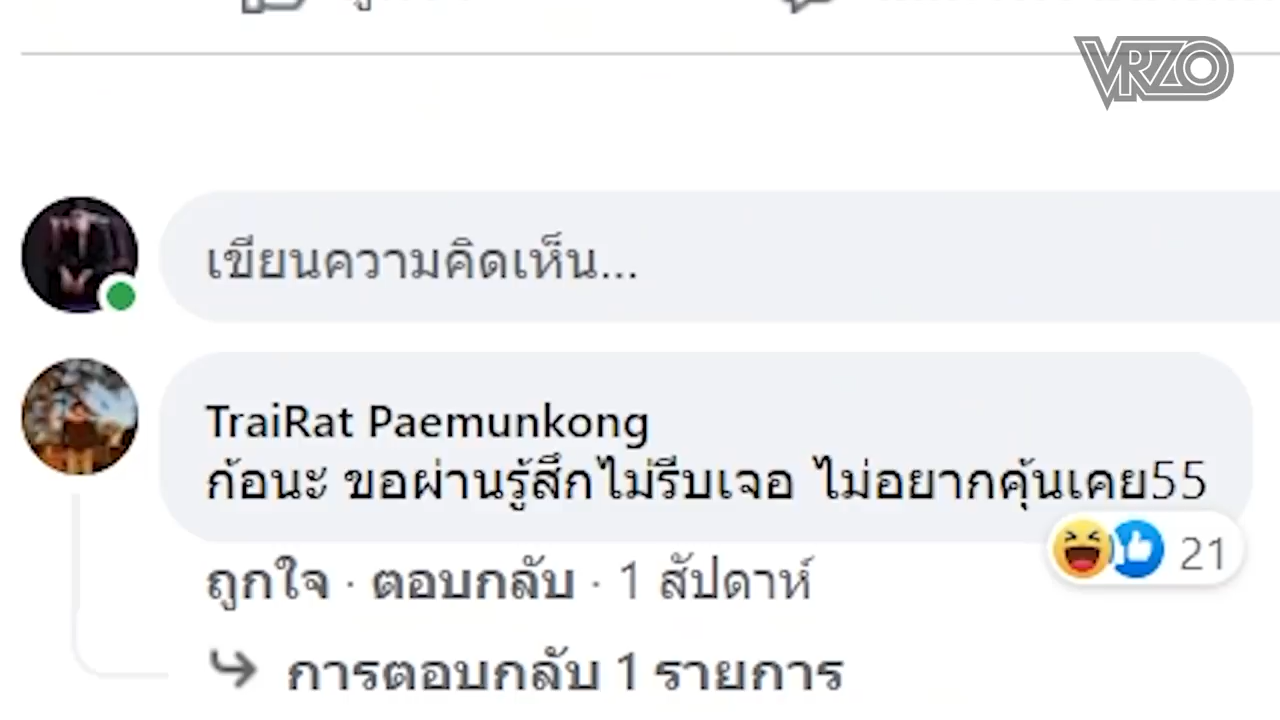 VRZO
เขียนความคิดเห็น...
TraiRat Paemunkong
ก้อนะ ขอผ่านรู้สึกไม่รีบเจอ ไม่อยากคุ้นเคย55
21
ถูกใจ · ตอบกลับ · 1 สัปดาห์
การตอบกลับ 1 รายการ